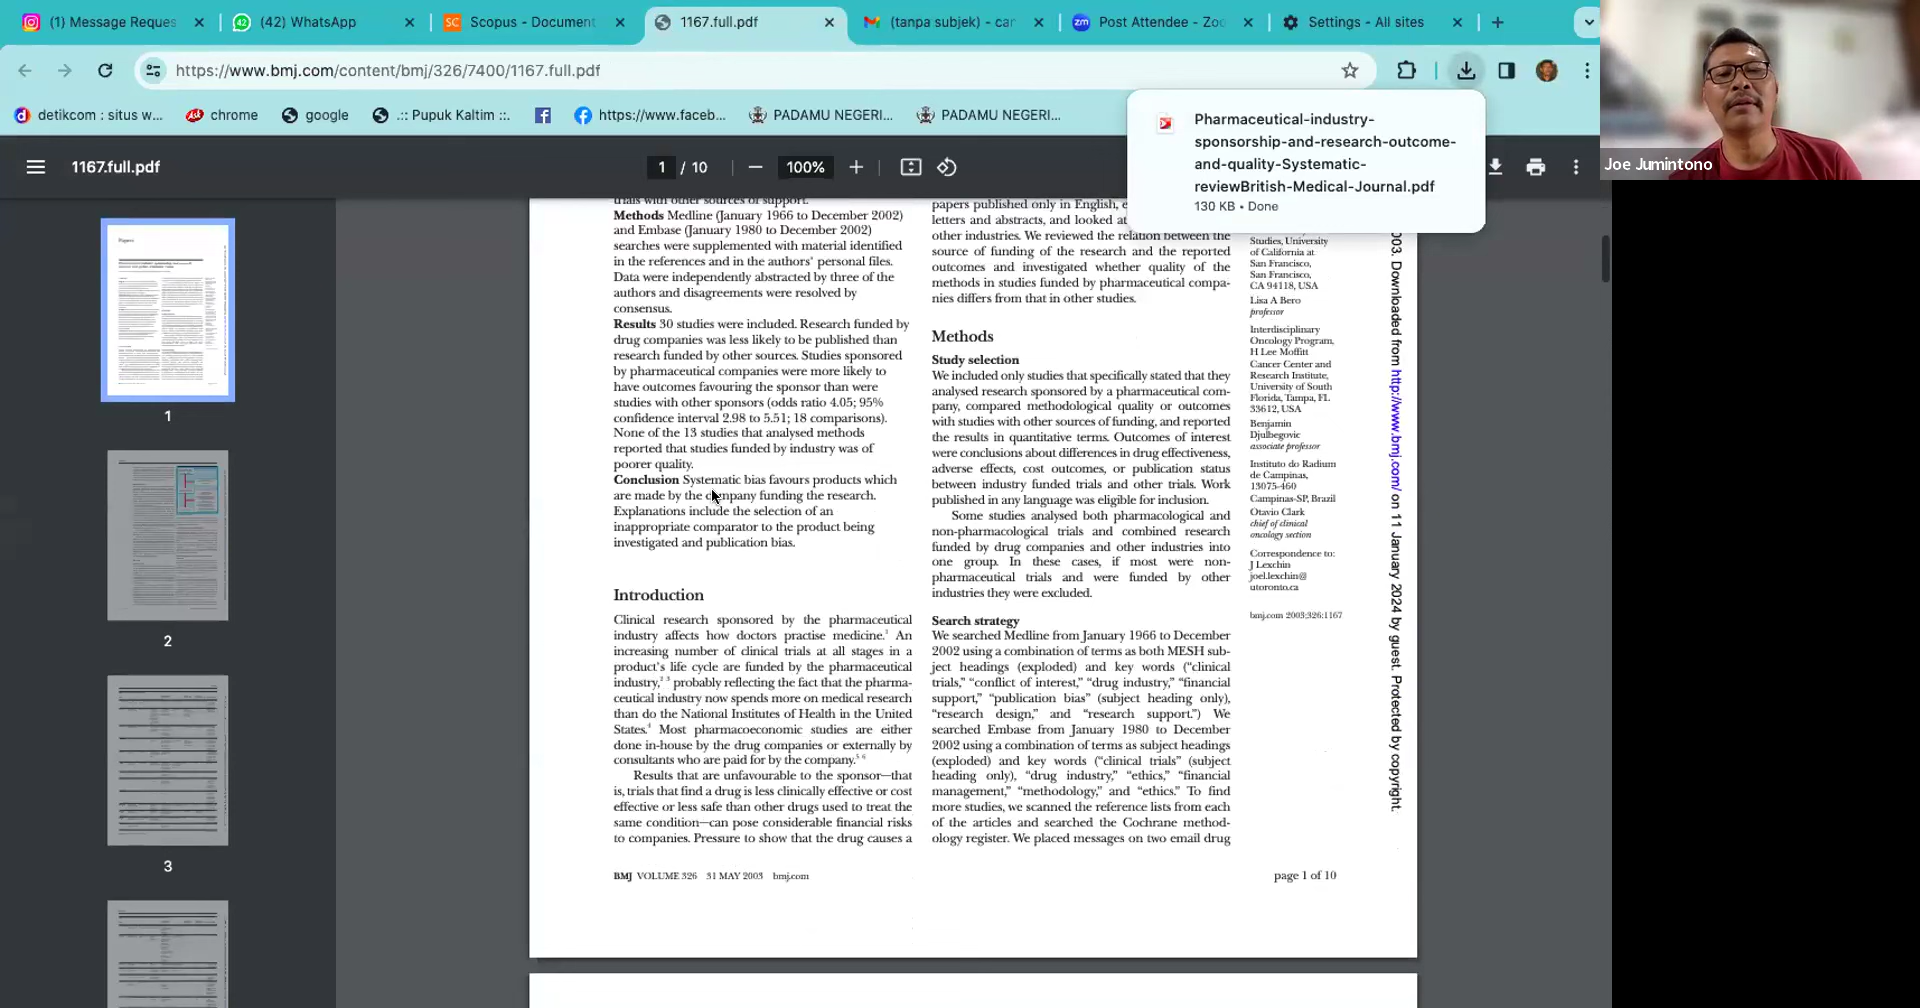 (1) Message Reques
(42) WhatsApp
Scopus - Document
1167.full.pdf
(tanpa subjek) - car
Post Attendee - Zoo
Settings - All sites
https://www.bmj.com/content/bmj/326/7400/1167.full.pdf
detikcom : situs w...
chrome
google
.:: Pupuk Kaltim ::.
https://www.faceb...
PADAMU NEGERI...
PADAMU NEGERI...
1167.full.pdf
1 / 10
100%
Pharmaceutical-industry-
sponsorship-and-research-outcome-
and-quality-Systematic-
reviewBritish-Medical-Journal.pdf
130 KB • Done
Joe Jumintono
1
2
3
trials with other sources of support.
Methods Medline (January 1966 to December 2002)
and Embase (January 1980 to December 2002)
searches were supplemented with material identified
in the references and in the authors' personal files.
Data were independently abstracted by three of the
authors and disagreements were resolved by
consensus.
Results 30 studies were included. Research funded by
drug companies was less likely to be published than
research funded by other sources. Studies sponsored
by pharmaceutical companies were more likely to
have outcomes favouring the sponsor than were
studies with other sponsors (odds ratio 4.05; 95%
confidence interval 2.98 to 5.51; 18 comparisons).
None of the 13 studies that analysed methods
reported that studies funded by industry was of
poorer quality.
Conclusion Systematic bias favours products which
are made by the company funding the research.
Explanations include the selection of an
inappropriate comparator to the product being
investigated and publication bias.
Introduction
Clinical research sponsored by the pharmaceutical
industry affects how doctors practise medicine.1 An
increasing number of clinical trials at all stages in a
product's life cycle are funded by the pharmaceutical
industry,2 3 probably reflecting the fact that the pharma-
ceutical industry now spends more on medical research
than do the National Institutes of Health in the United
States.4 Most pharmacoeconomic studies are either
done in-house by the drug companies or externally by
consultants who are paid for by the company.5 6
Results that are unfavourable to the sponsor—that
is, trials that find a drug is less clinically effective or cost
effective or less safe than other drugs used to treat the
same condition—can pose considerable financial risks
to companies. Pressure to show that the drug causes a
papers published only in English, e
letters and abstracts, and looked at
other industries. We reviewed the relation between the
source of funding of the research and the reported
outcomes and investigated whether quality of the
methods in studies funded by pharmaceutical compa-
nies differs from that in other studies.
Methods
Study selection
We included only studies that specifically stated that they
analysed research sponsored by a pharmaceutical com-
pany, compared methodological quality or outcomes
with studies with other sources of funding, and reported
the results in quantitative terms. Outcomes of interest
were conclusions about differences in drug effectiveness,
adverse effects, cost outcomes, or publication status
between industry funded trials and other trials. Work
published in any language was eligible for inclusion.
Some studies analysed both pharmacological and
non-pharmacological trials and combined research
funded by drug companies and other industries into
one group. In these cases, if most were non-
pharmaceutical trials and were funded by other
industries they were excluded.
Search strategy
We searched Medline from January 1966 to December
2002 using a combination of terms as both MESH sub-
ject headings (exploded) and key words (“clinical
trials,” “conflict of interest,” “drug industry,” “financial
support,” “publication bias” (subject heading only),
“research design,” and “research support.”) We
searched Embase from January 1980 to December
2002 using a combination of terms as subject headings
(exploded) and key words (“clinical trials” (subject
heading only), “drug industry,” “ethics,” “financial
management,” “methodology,” and “ethics.” To find
more studies, we scanned the reference lists from each
of the articles and searched the Cochrane method-
ology register. We placed messages on two email drug
Studies, University
of California at
San Francisco,
San Francisco,
CA 94118, USA
Lisa A Bero
professor
Interdisciplinary
Oncology Program,
H Lee Moffitt
Cancer Center and
Research Institute,
University of South
Florida, Tampa, FL
33612, USA
Benjamin
Djulbegovic
associate professor
Instituto do Radium
de Campinas,
13075-460
Campinas-SP, Brazil
Otavio Clark
chief of clinical
oncology section
Correspondence to:
J Lexchin
joel.lexchin@
utoronto.ca
bmj.com 2003;326:1167
003. Downloaded from http://www.bmj.com/ on 11 January 2024 by guest. Protected by copyright.
BMJ VOLUME 326 31 MAY 2003 bmj.com
page 1 of 10